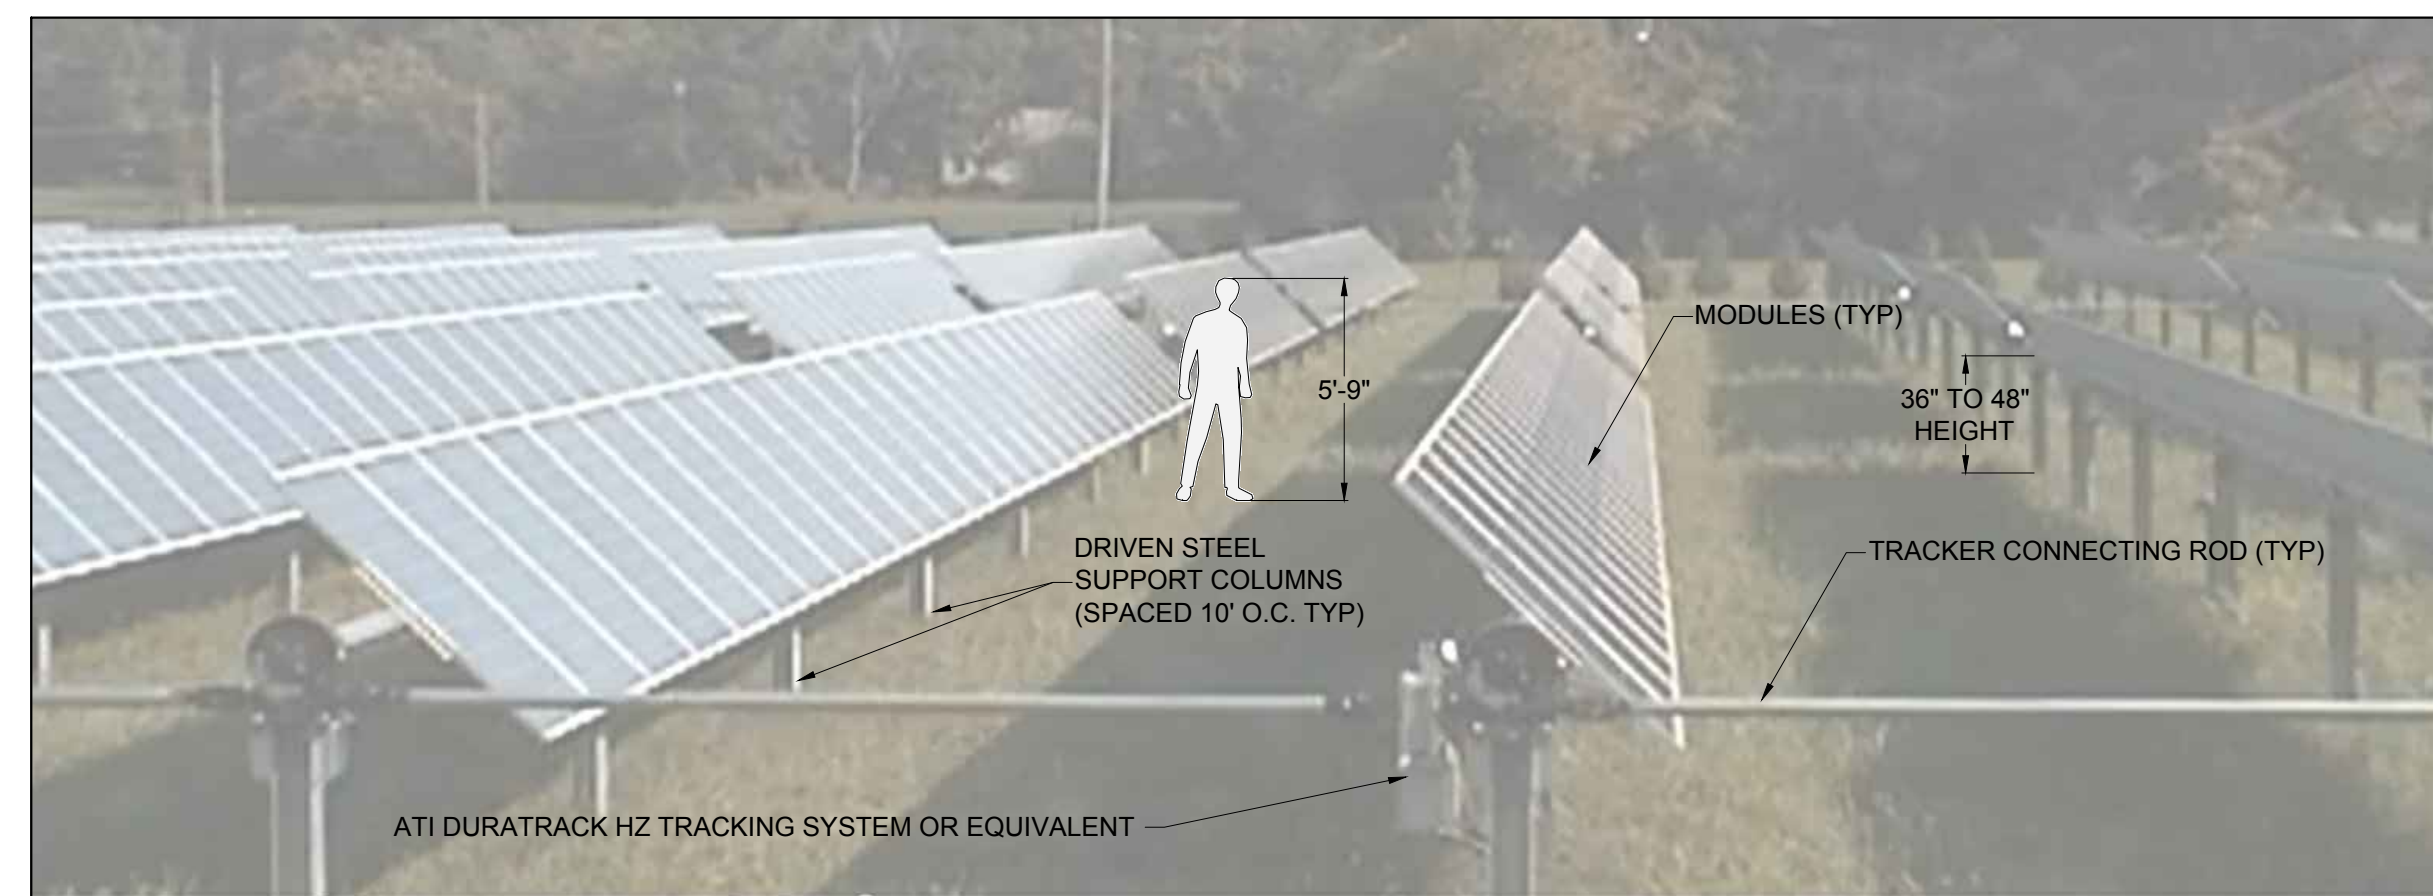 MODULES (TYP)
5'-9"
36" TO 48"
HEIGHT
DRIVEN STEEL
SUPPORT COLUMNS
(SPACED 10' O.C. TYP)
TRACKER CONNECTING ROD (TYP)
ATI DURATRACK HZ TRACKING SYSTEM OR EQUIVALENT